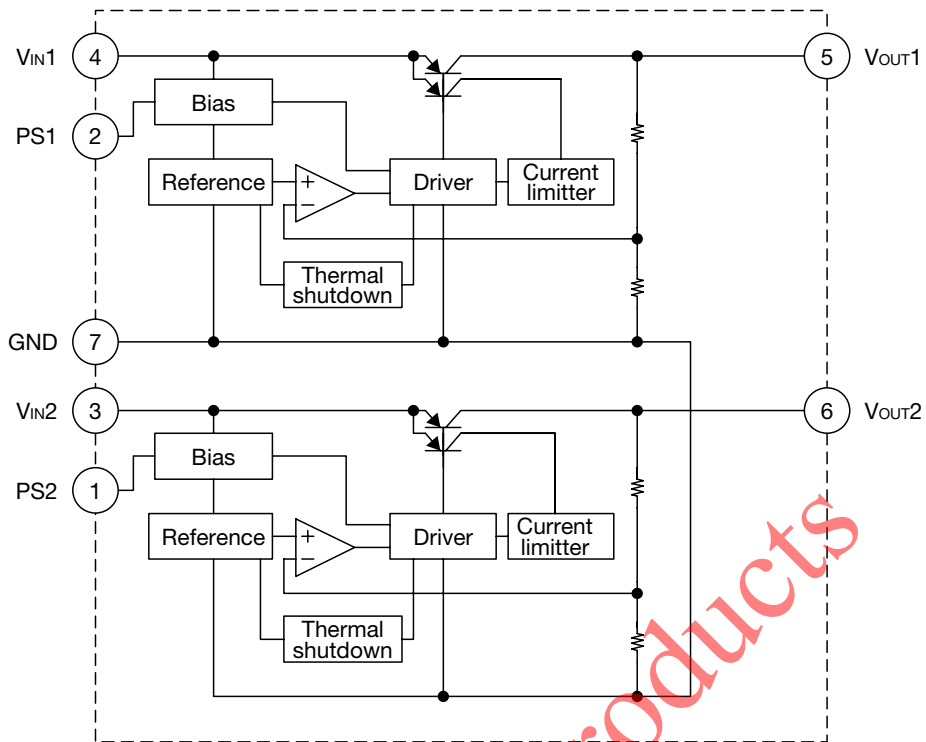 VIN1 4
5 VOUT1
Bias
PS1 2
Reference
+
−
Driver
Current
limitter
Thermal
shutdown
GND 7
VIN2 3
6 VOUT2
Bias
PS2 1
Reference
+
−
Driver
Current
limitter
Thermal
shutdown